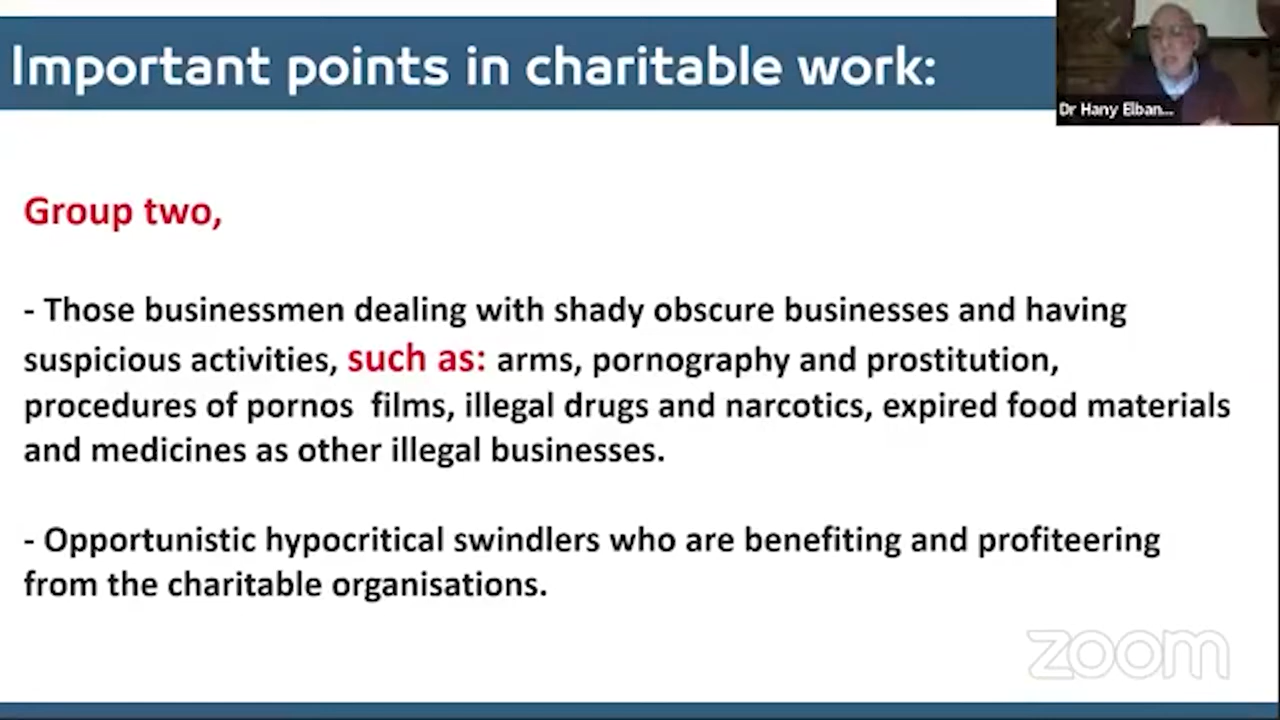 Important points in charitable work:
Dr Hany Elban...
Group two,
- Those businessmen dealing with shady obscure businesses and having
suspicious activities, such as: arms, pornography and prostitution,
procedures of pornos films, illegal drugs and narcotics, expired food materials
and medicines as other illegal businesses.
- Opportunistic hypocritical swindlers who are benefiting and profiteering
from the charitable organisations.
zoom